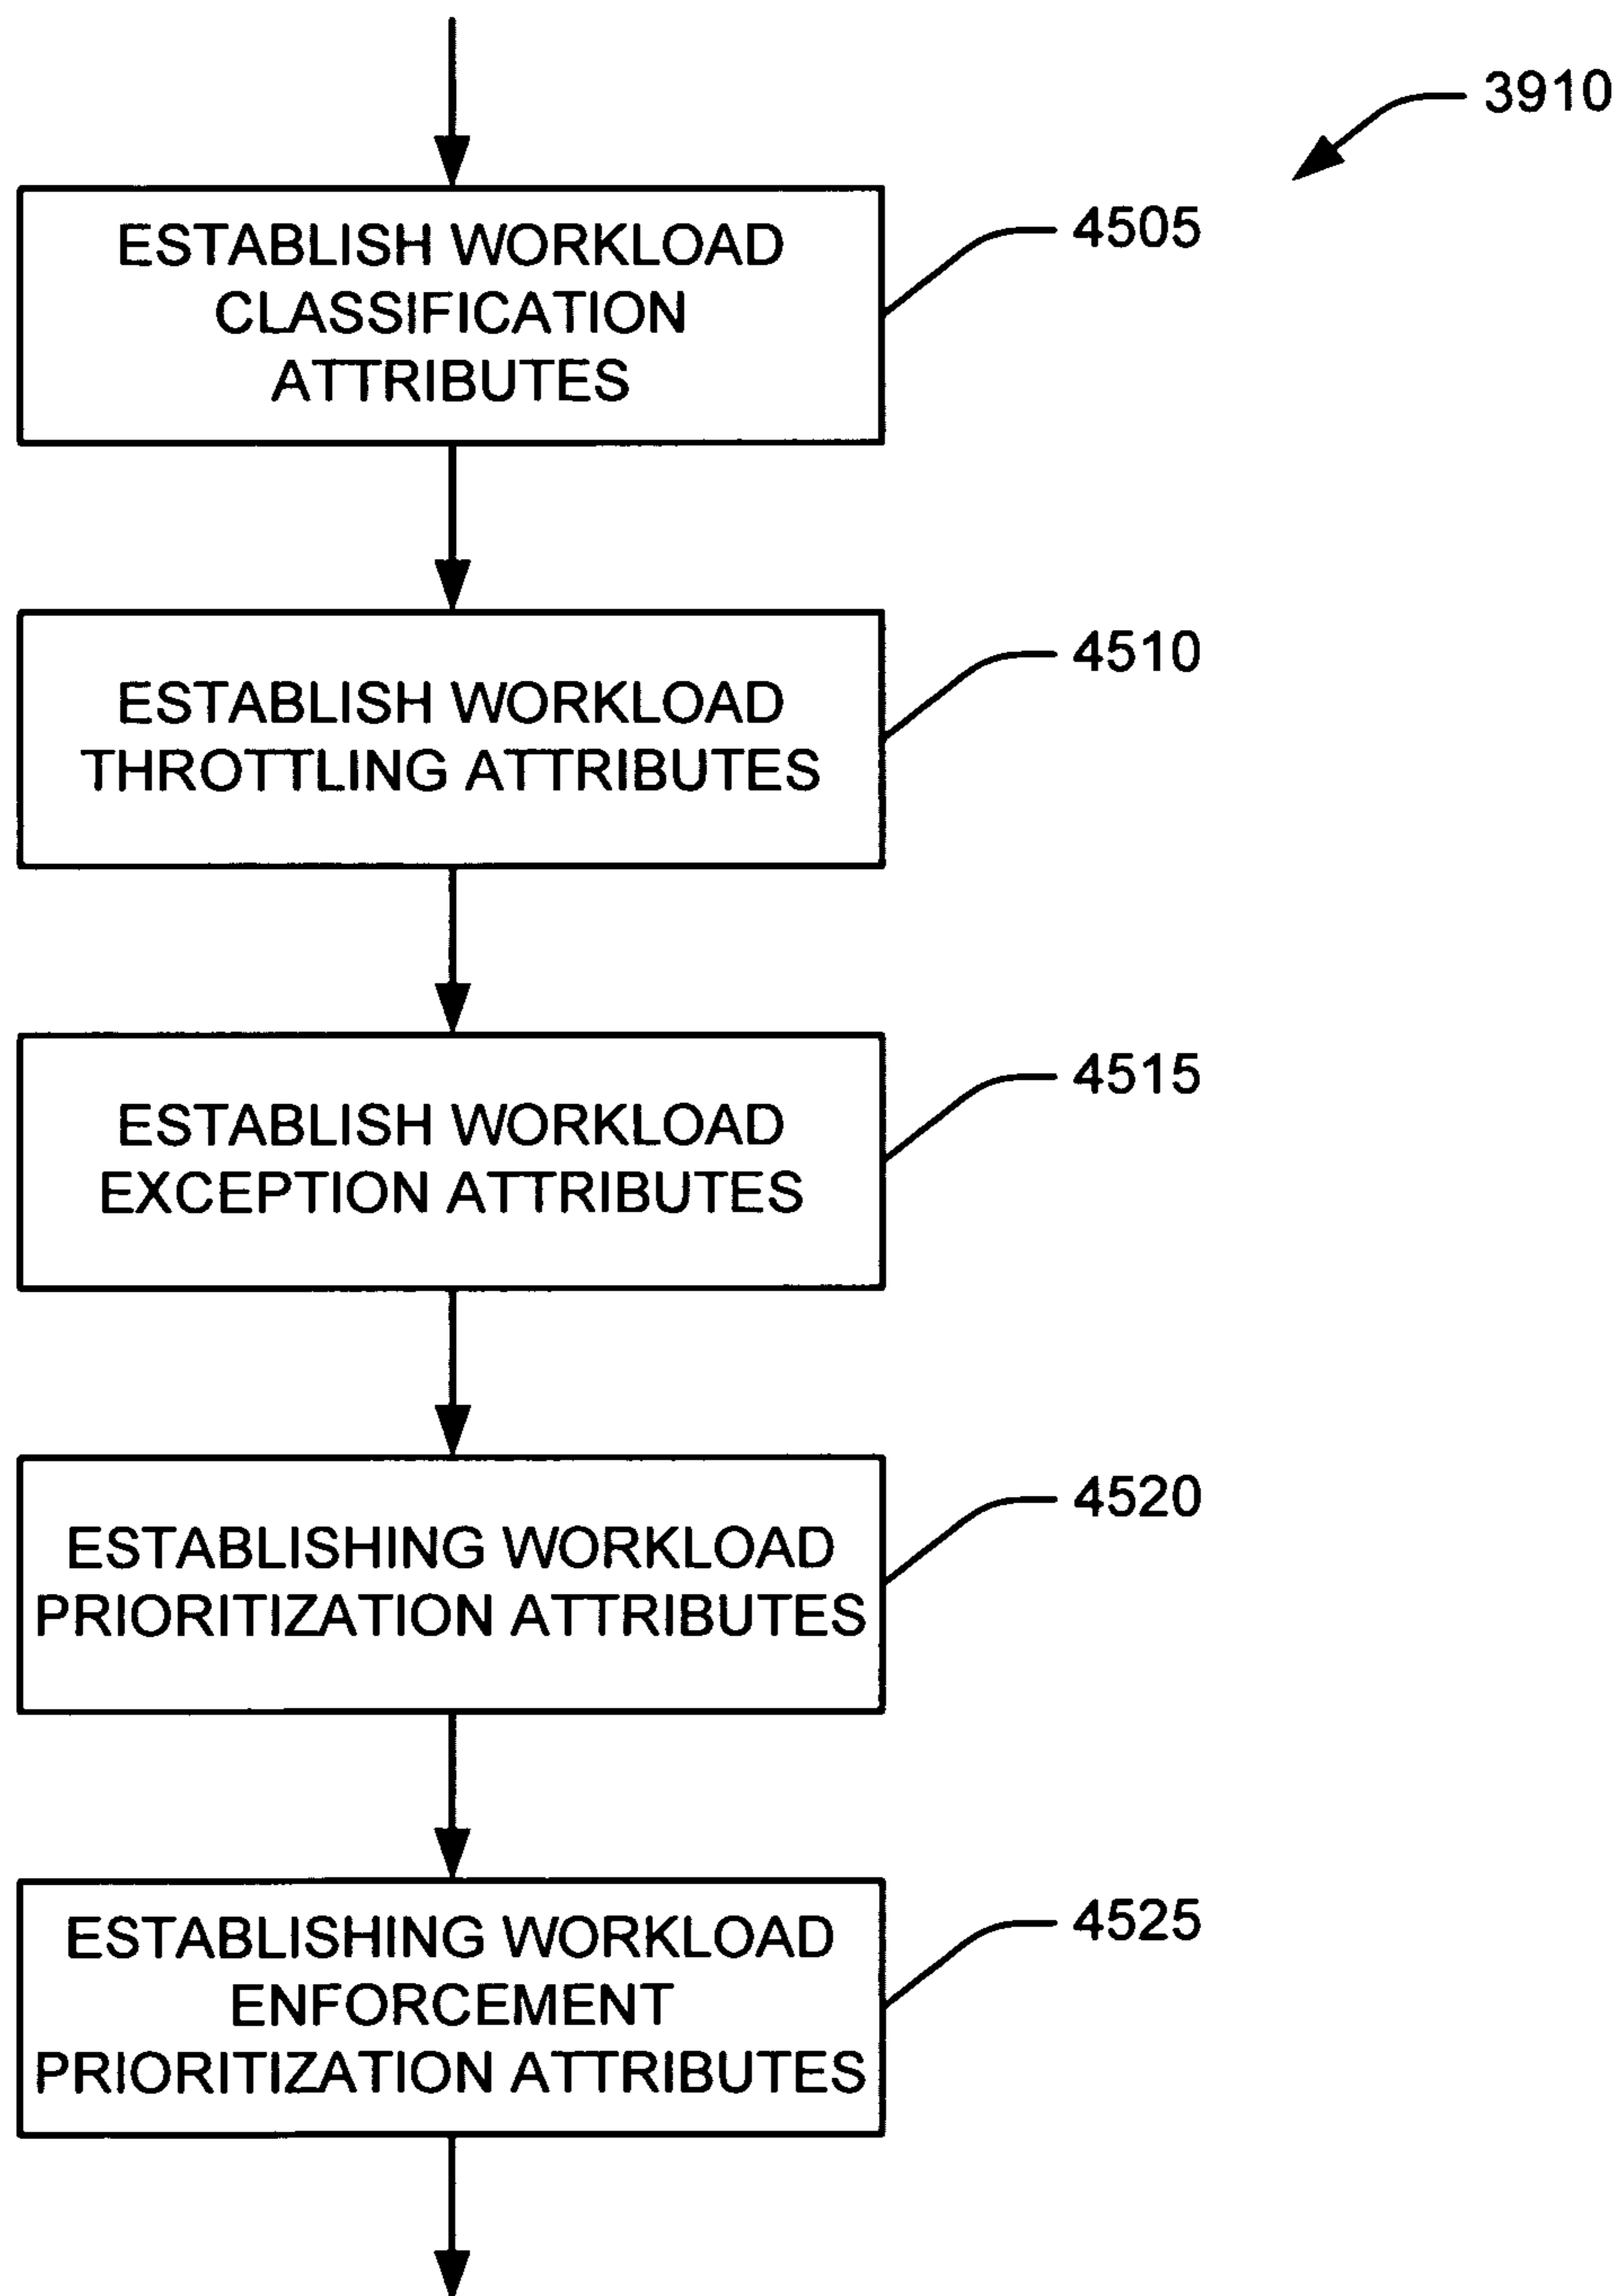 3910
ESTABLISH WORKLOAD
CLASSIFICATION
ATTRIBUTES
4505
ESTABLISH WORKLOAD
THROTTLING ATTRIBUTES
4510
ESTABLISH WORKLOAD
EXCEPTION ATTRIBUTES
4515
ESTABLISHING WORKLOAD
PRIORITIZATION ATTRIBUTES
4520
ESTABLISHING WORKLOAD
ENFORCEMENT
PRIORITIZATION ATTRIBUTES
4525